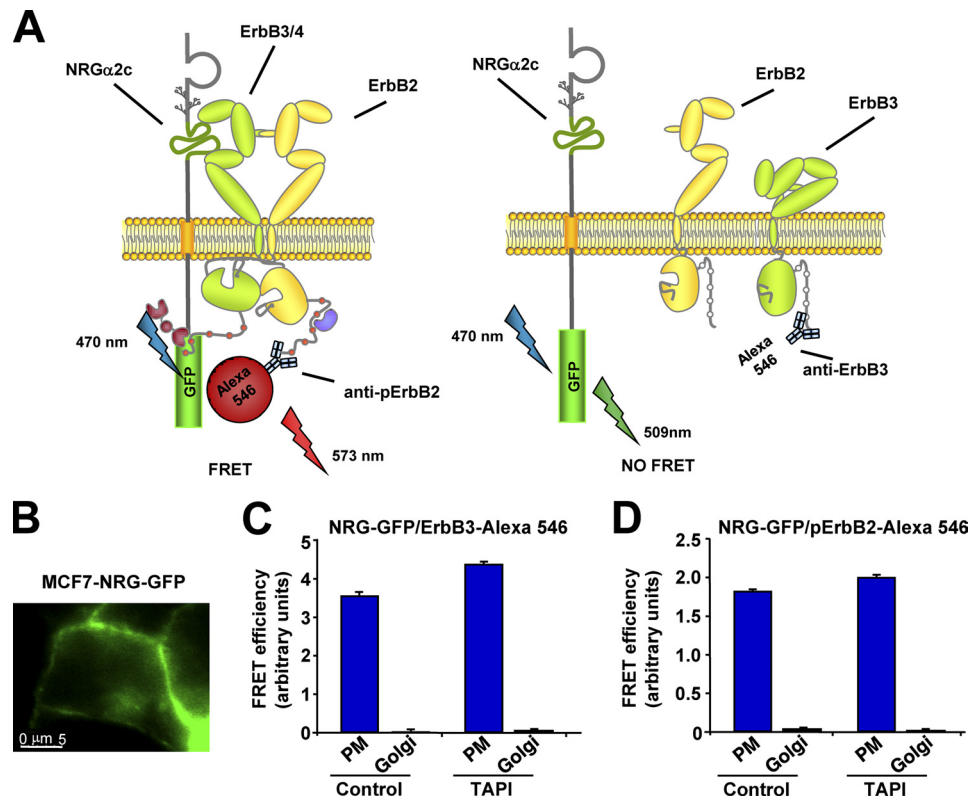 A
ErbB3/4
NRGα2c
ErbB2
NRGα2c
ErbB2
ErbB3
470 nm
GFP
Alexa
546
anti-pErbB2
573 nm
FRET
470 nm
GFP
Alexa
546
anti-ErbB3
509nm
NO FRET
B
MCF7-NRG-GFP
0 µm 5
C
NRG-GFP/ErbB3-Alexa 546
FRET efficiency
(arbitrary units)
5
4
3
2
1
0
PM
Golgi
PM
Golgi
Control
TAPI
D
NRG-GFP/pErbB2-Alexa 546
FRET efficiency
(arbitrary units)
2.5
2.0
1.5
1.0
0.5
0
PM
Golgi
PM
Golgi
Control
TAPI